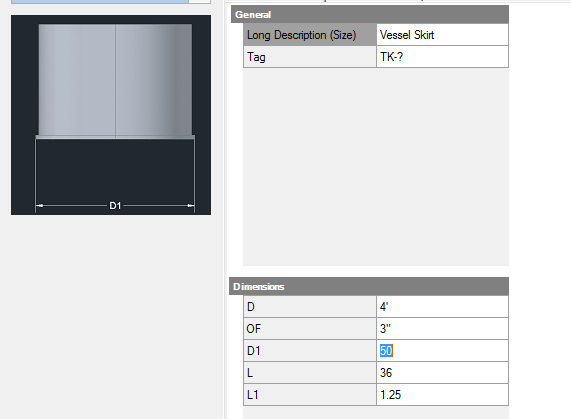 General
Long Description (Size) Vessel Skirt
Tag TK-?
D1
Dimensions
D 4'
OF 3"
D1 50
L 36
L1 1.25